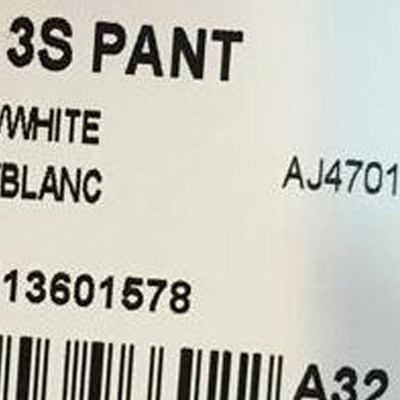 3S PANT
/WHITE
/BLANC
AJ4701
13601578
A32